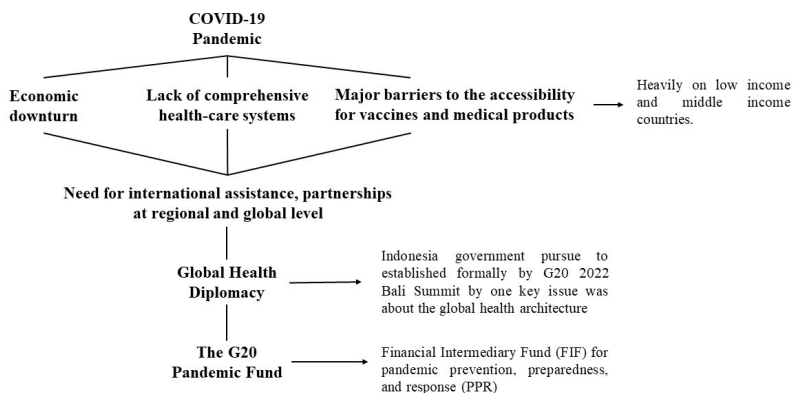 COVID-19
Pandemic
Economic
downturn
Lack of comprehensive
health-care systems
Major barriers to the accessibility
for vaccines and medical products
Heavily on low income
and middle income
countries.
Need for international assistance, partnerships
at regional and global level
Global Health
Diplomacy
Indonesia government pursue to
established formally by G20 2022
Bali Summit by one key issue was
about the global health architecture
The G20
Pandemic Fund
Financial Intermediary Fund (FIF) for
pandemic prevention, preparedness,
and response (PPR)